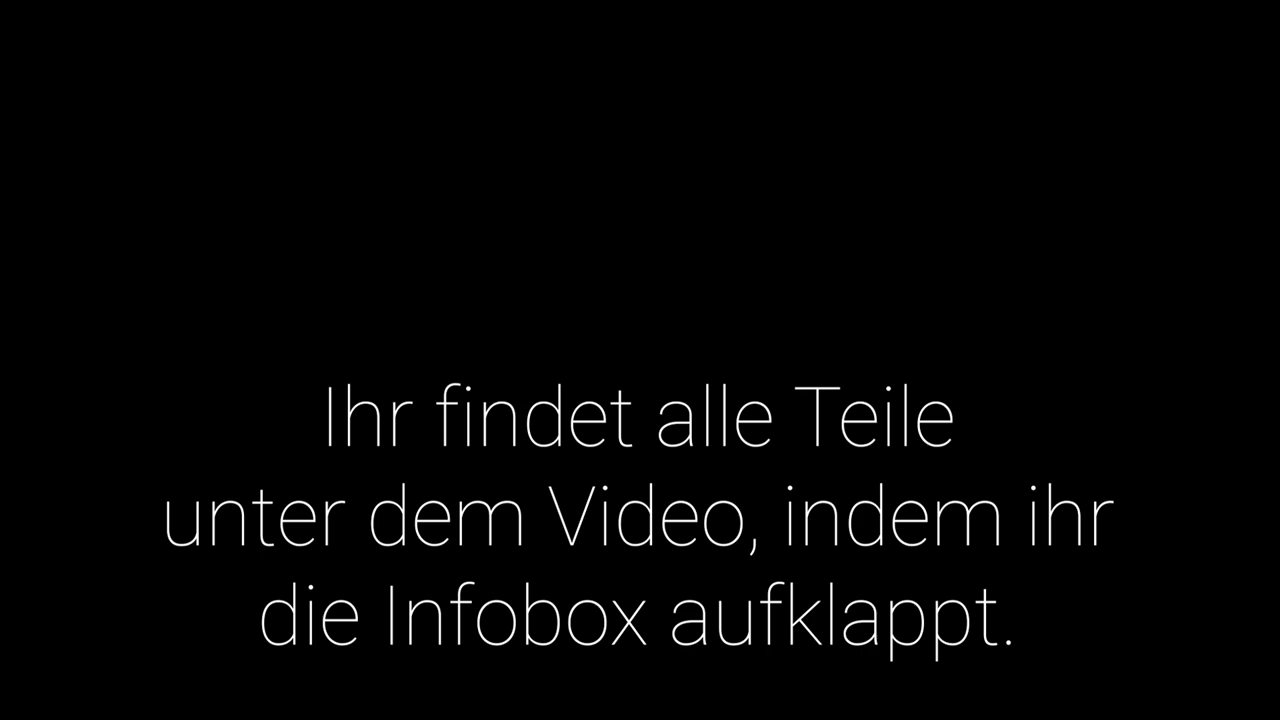 Ihr findet alle Teile
unter dem Video, indem ihr
die Infobox aufklappt.